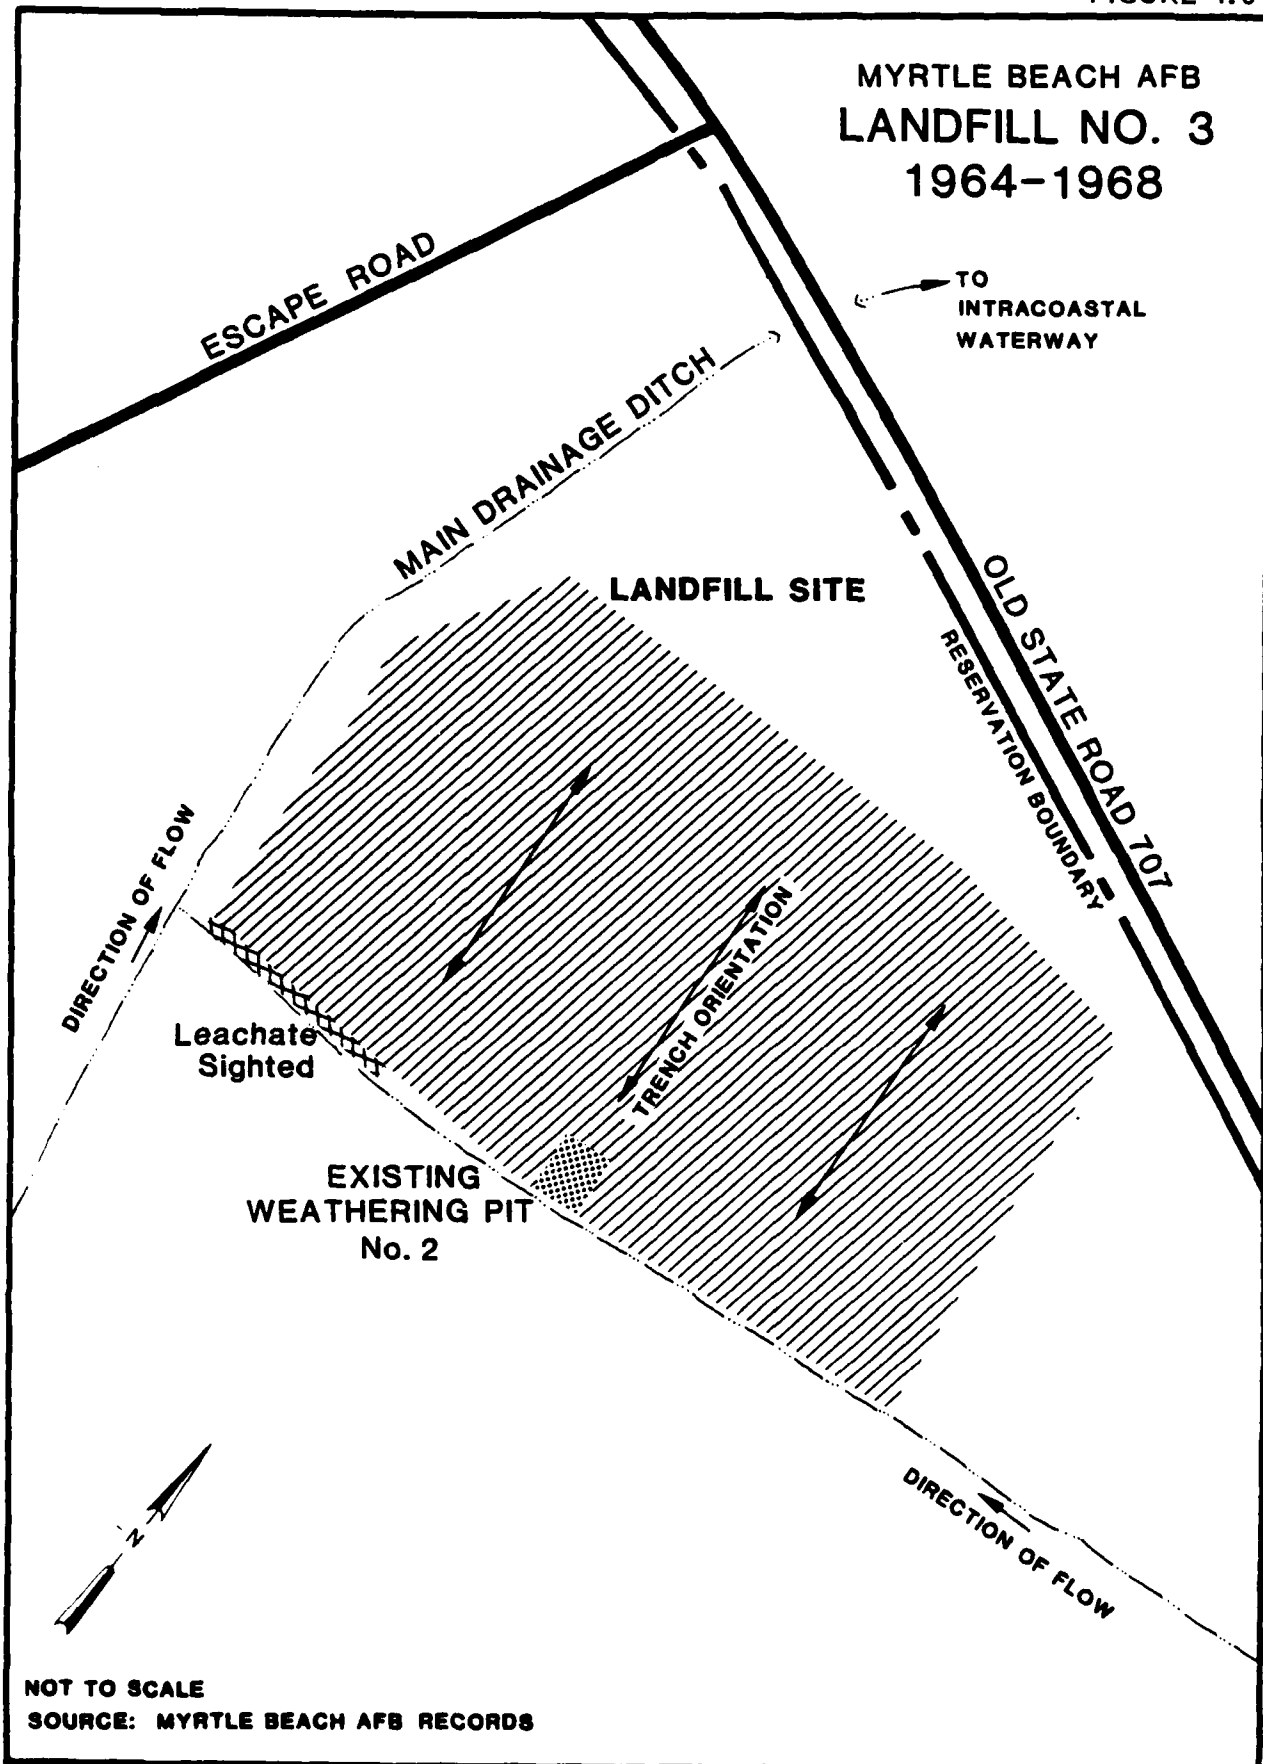 MYRTLE BEACH AFB
LANDFILL NO. 3
1964-1968
ESCAPE ROAD
TO
INTRACOASTAL
WATERWAY
MAIN DRAINAGE DITCH
LANDFILL SITE
OLD STATE ROAD 707
RESERVATION BOUNDARY
DIRECTION OF FLOW
TRENCH ORIENTATION
Leachate
Sighted
EXISTING
WEATHERING PIT
No. 2
DIRECTION OF FLOW
N
NOT TO SCALE
SOURCE: MYRTLE BEACH AFB RECORDS